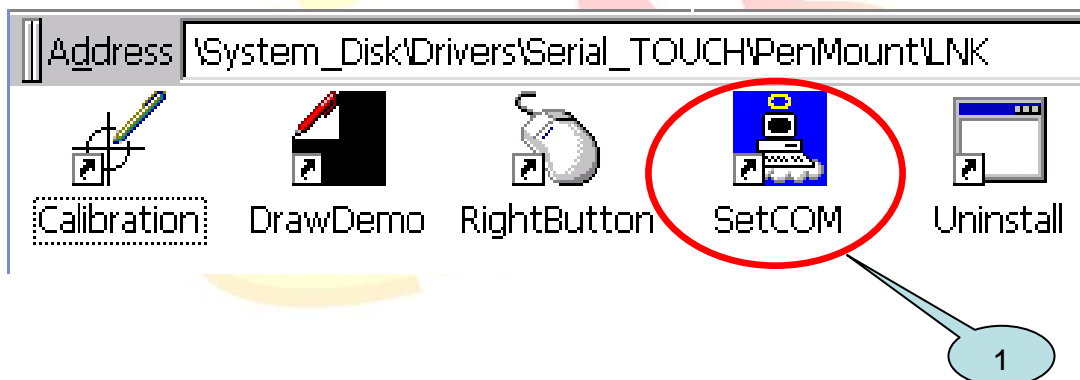 Address \System_Disk\Drivers\Serial_TOUCH\PenMount\LNK
Calibration DrawDemo RightButton SetCOM Uninstall
1